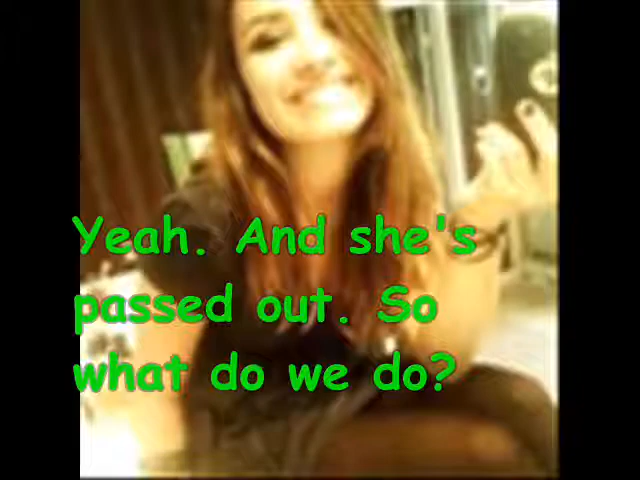 Yeah. And she's
passed out. So
what do we do?